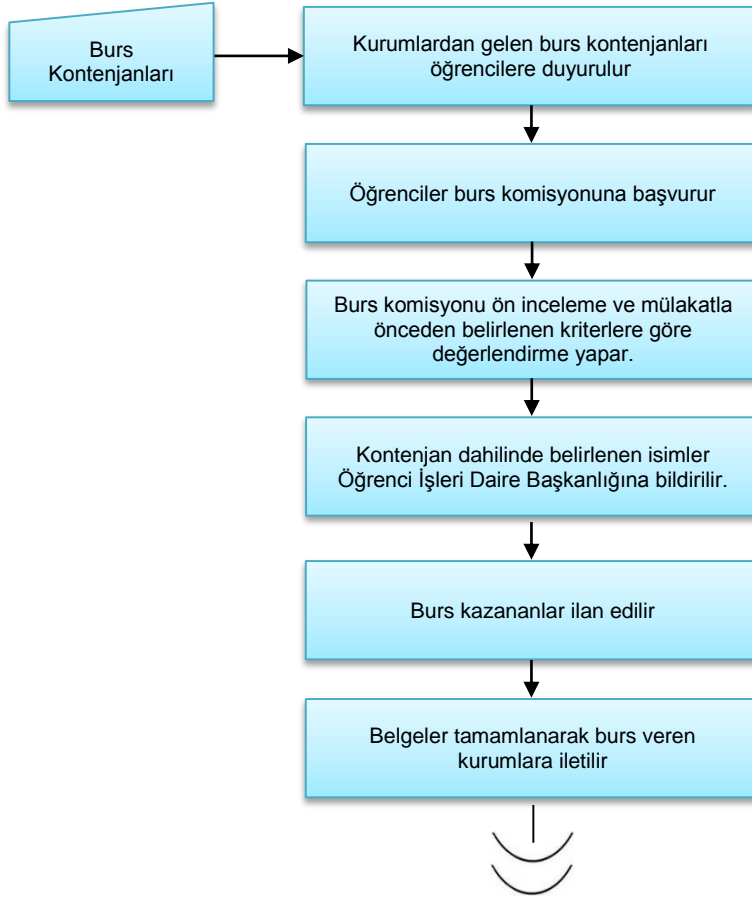 Burs
Kontenjanları
Kurumlardan gelen burs kontenjanları
öğrencilere duyurulur
Öğrenciler burs komisyonuna başvurur
Burs komisyonu ön inceleme ve mülakatla
önceden belirlenen kriterlere göre
değerlendirme yapar.
Kontenjan dahilinde belirlenen isimler
Öğrenci İşleri Daire Başkanlığına bildirilir.
Burs kazananlar ilan edilir
Belgeler tamamlanarak burs veren
kurumlara iletilir